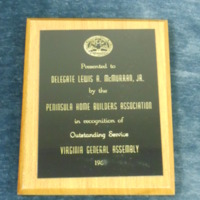 Presented to
DELEGATE LEWIS A. McMURRAN, JR.
by the
PENINSULA HOME BUILDERS ASSOCIATION
in recognition of
Outstanding Service
VIRGINIA GENERAL ASSEMBLY